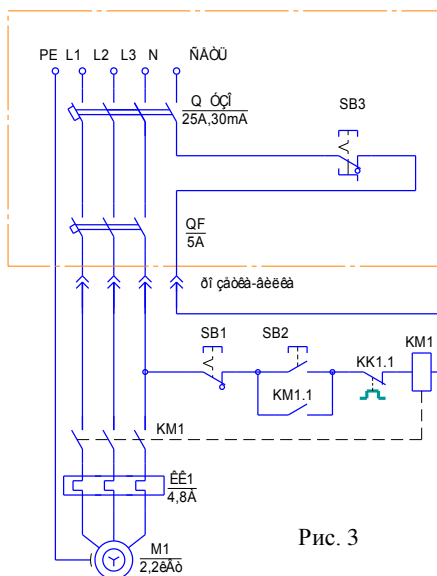 PE L1 L2 L3 N ÑÅÒÜ
Q ÓÇÎ
25A,30mA
SB3
QF
5A
ðî çåòêà-âèëêà
SB1 SB2 KM1
KK1.1
KM1.1
KM1
ÊÊ1
4,8À
M1
2,2êÂò
Рис. 3